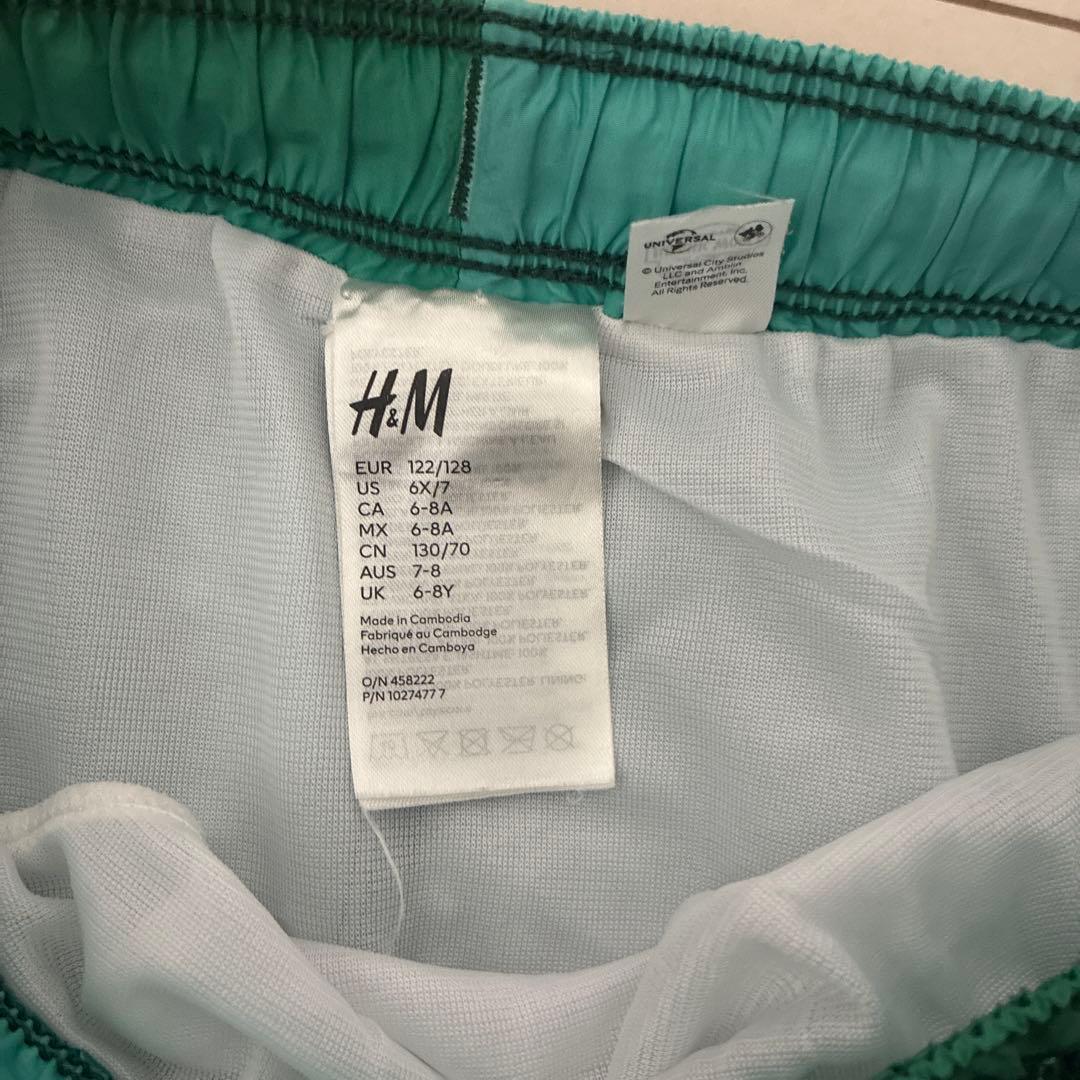 UNIVERSAL
© Universal City Studios
LLC and Amblin
Entertainment, Inc.
All Rights Reserved.
H&M
EUR 122/128
US 6X/7
CA 6-8A
MX 6-8A
CN 130/70
AUS 7-8
UK 6-8Y
Made in Cambodia
Fabriqué au Cambodge
Hecho en Camboya
O/N 458222
P/N 1027477 7